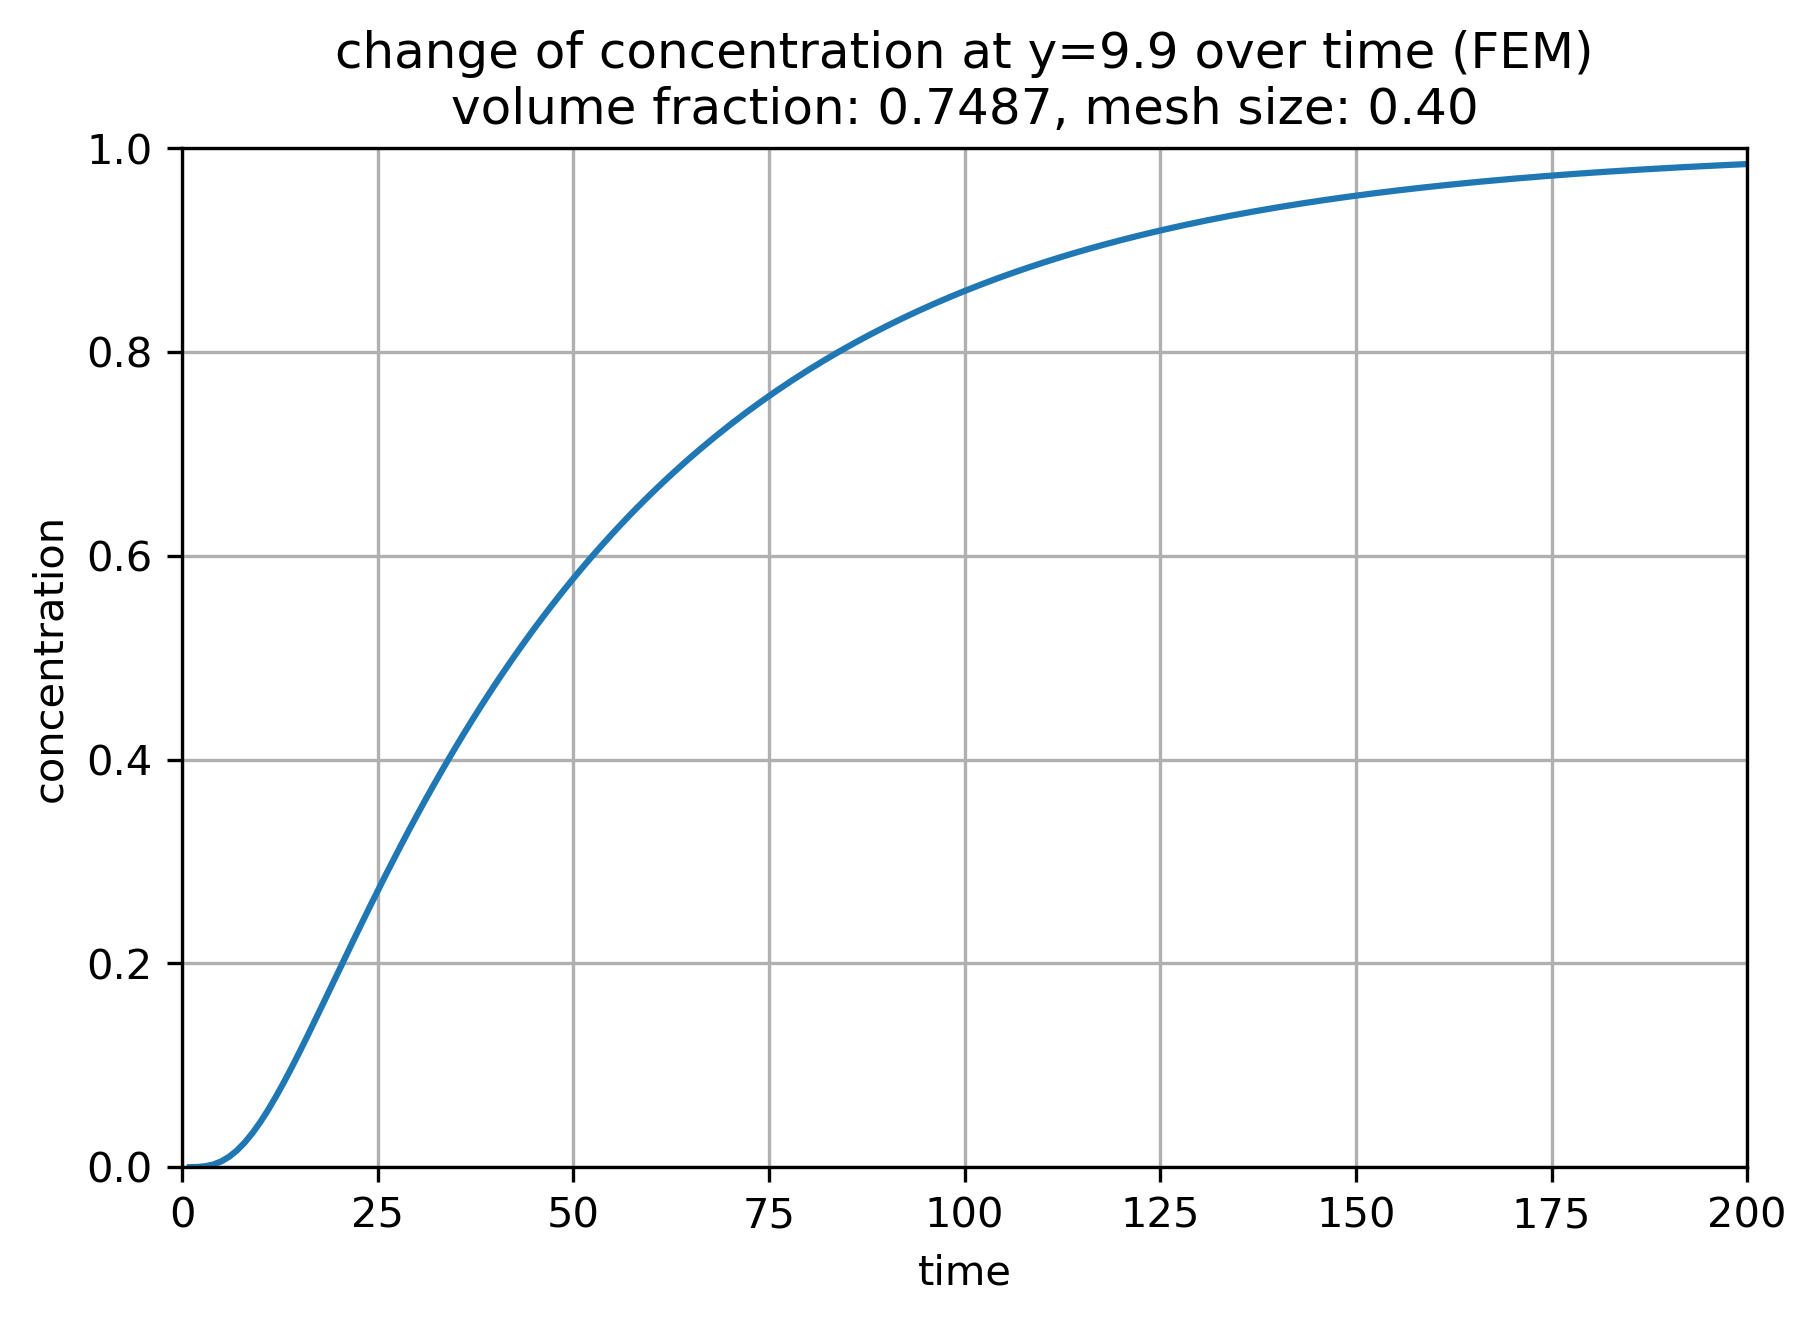 change of concentration at y=9.9 over time (FEM)
volume fraction: 0.7487, mesh size: 0.40
1.0
0.8
0.6
0.4
0.2
0.0
concentration
0 25 50 75 100 125 150 175 200
time